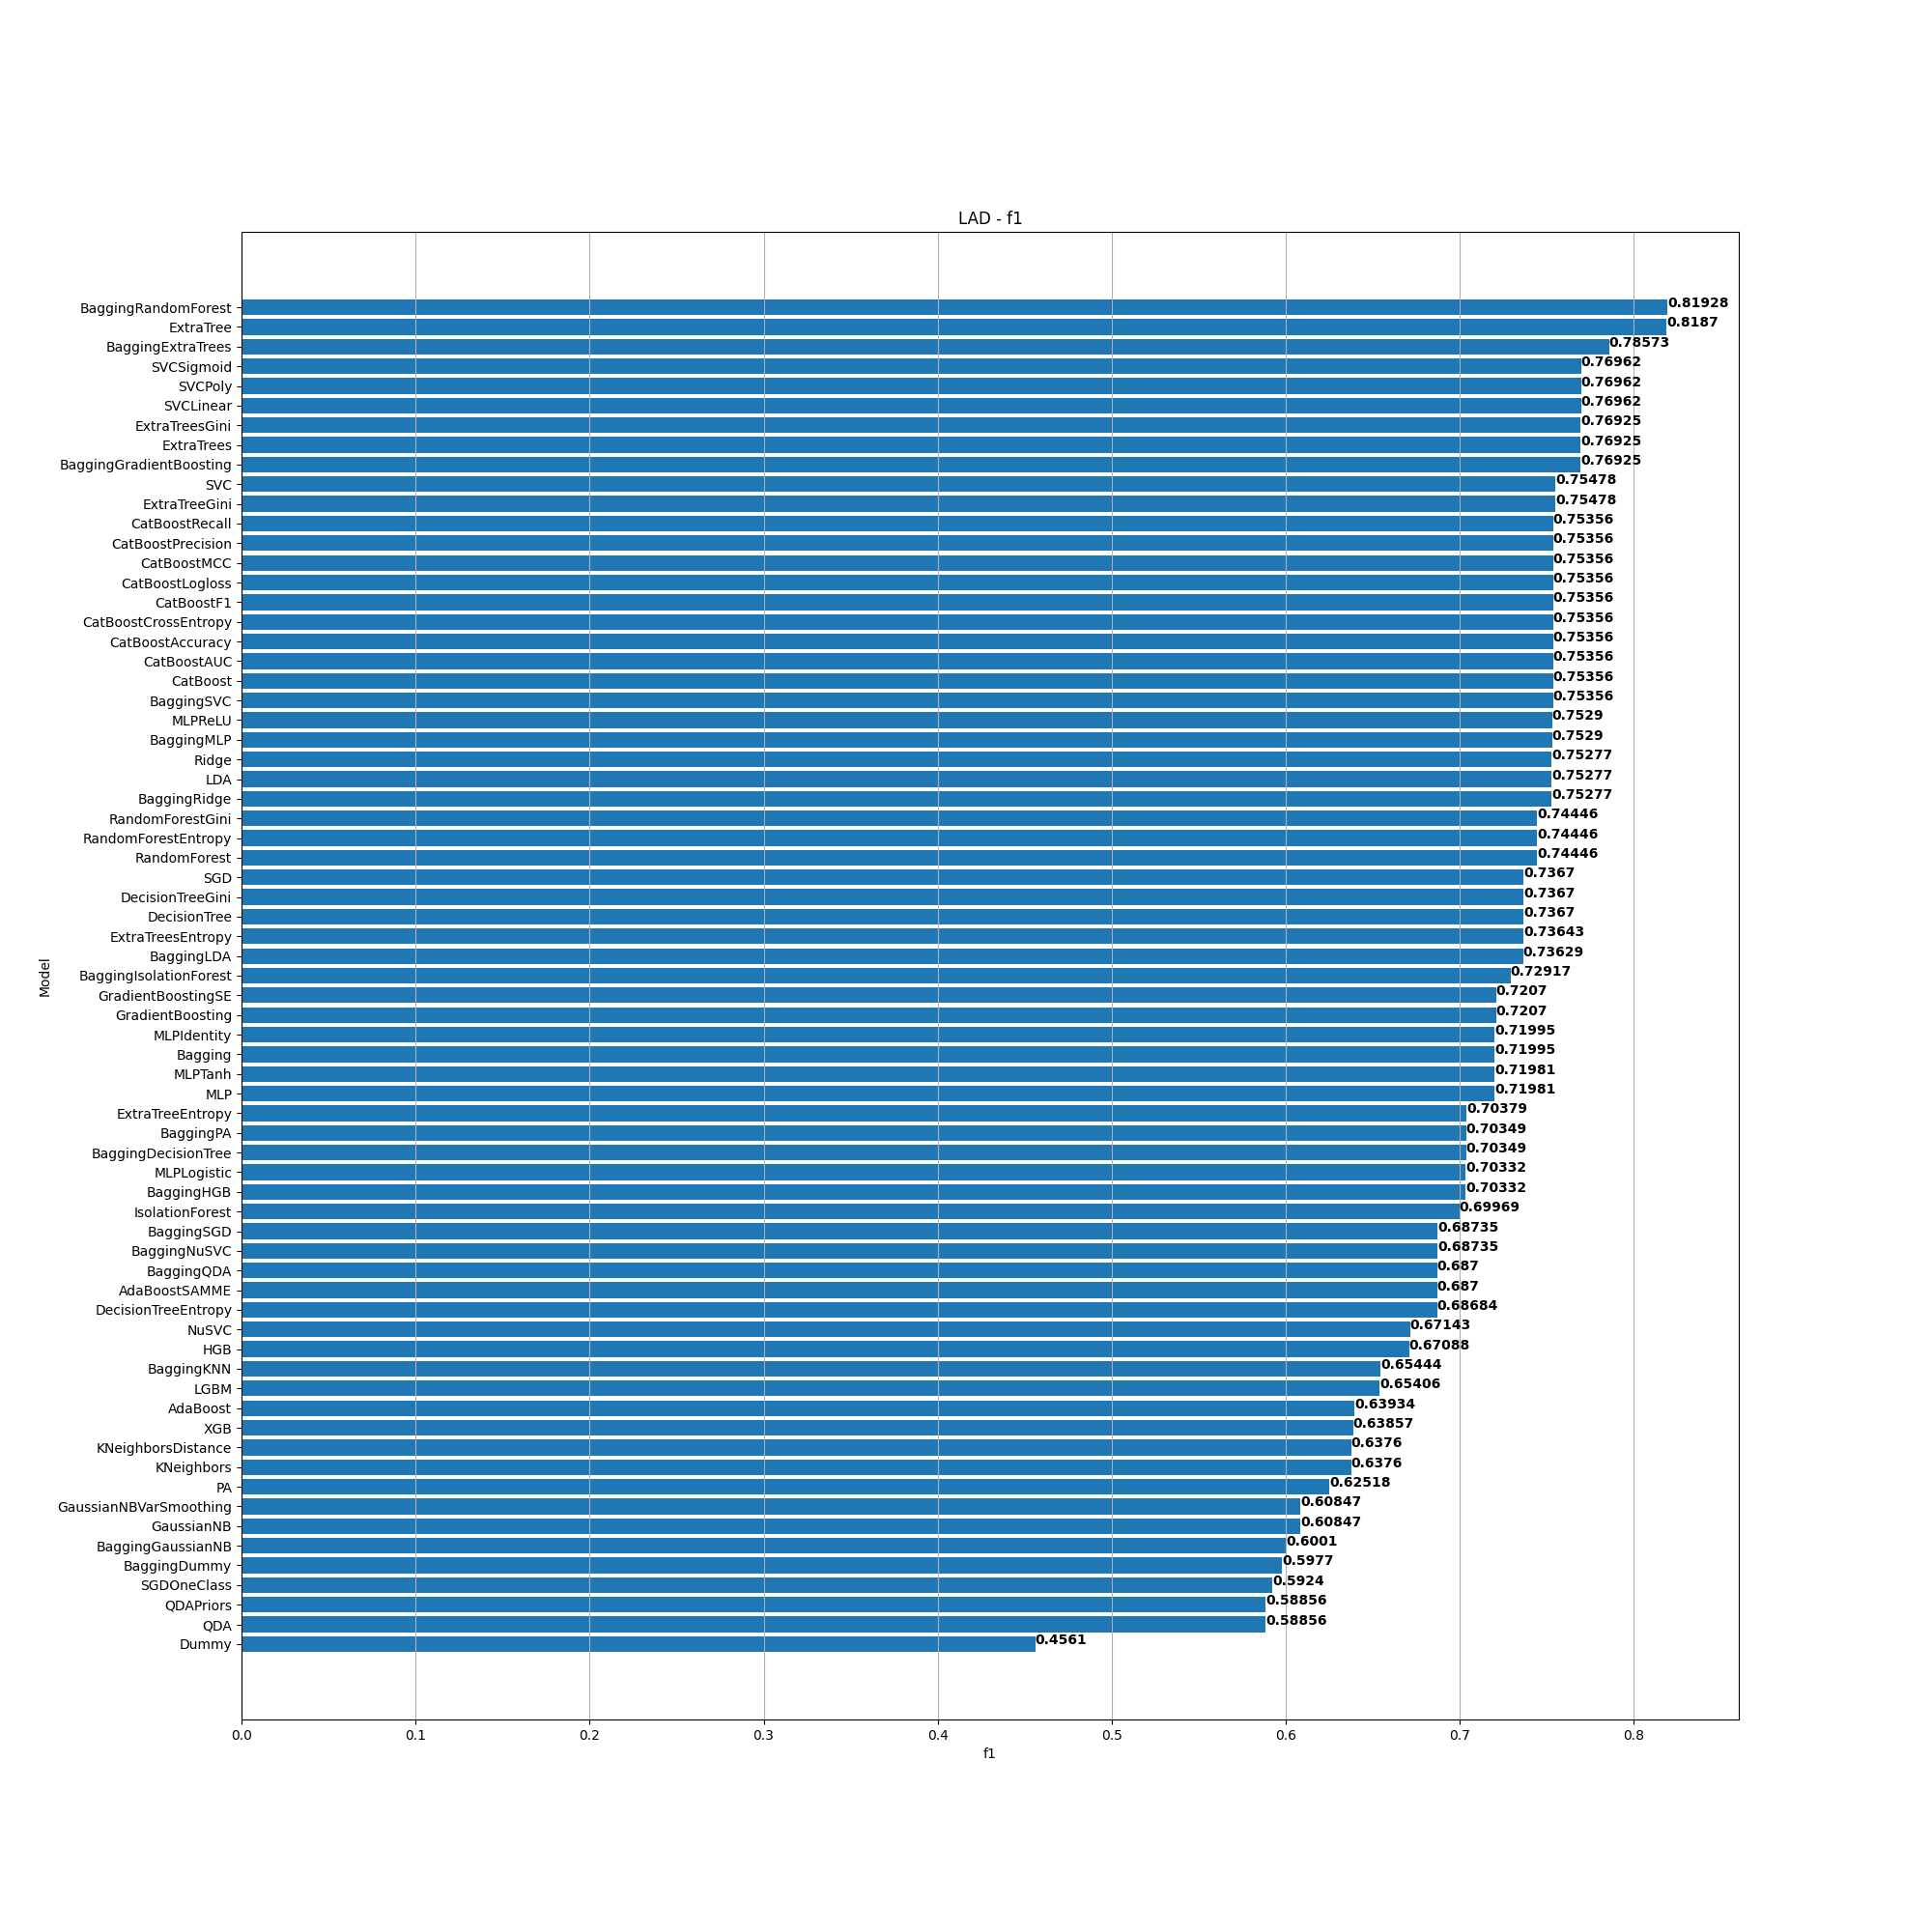 LAD - f1
BaggingRandomForest 0.81928
ExtraTree 0.8187
BaggingExtraTrees 0.78573
SVCSigmoid 0.76962
SVCPoly 0.76962
SVCLinear 0.76962
ExtraTreesGini 0.76925
ExtraTrees 0.76925
BaggingGradientBoosting 0.76925
SVC 0.75478
ExtraTreeGini 0.75478
CatBoostRecall 0.75356
CatBoostPrecision 0.75356
CatBoostMCC 0.75356
CatBoostLogloss 0.75356
CatBoostF1 0.75356
CatBoostCrossEntropy 0.75356
CatBoostAccuracy 0.75356
CatBoostAUC 0.75356
CatBoost 0.75356
BaggingSVC 0.75356
MLPReLU 0.7529
BaggingMLP 0.7529
Ridge 0.75277
LDA 0.75277
BaggingRidge 0.75277
RandomForestGini 0.74446
RandomForestEntropy 0.74446
RandomForest 0.74446
SGD 0.7367
DecisionTreeGini 0.7367
DecisionTree 0.7367
ExtraTreesEntropy 0.73643
BaggingLDA 0.73629
BaggingIsolationForest 0.72917
GradientBoostingSE 0.7207
GradientBoosting 0.7207
MLPIdentity 0.71995
Bagging 0.71995
MLPTanh 0.71981
MLP 0.71981
ExtraTreeEntropy 0.70379
BaggingPA 0.70349
BaggingDecisionTree 0.70349
MLPLogistic 0.70332
BaggingHGB 0.70332
IsolationForest 0.69969
BaggingSGD 0.68735
BaggingNuSVC 0.68735
BaggingQDA 0.687
AdaBoostSAMME 0.687
DecisionTreeEntropy 0.68684
NuSVC 0.67143
HGB 0.67088
BaggingKNN 0.65444
LGBM 0.65406
AdaBoost 0.63934
XGB 0.63857
KNeighborsDistance 0.6376
KNeighbors 0.6376
PA 0.62518
GaussianNBVarSmoothing 0.60847
GaussianNB 0.60847
BaggingGaussianNB 0.6001
BaggingDummy 0.5977
SGDOneClass 0.5924
QDAPriors 0.58856
QDA 0.58856
Dummy 0.4561
Model
0.0 0.1 0.2 0.3 0.4 0.5 0.6 0.7 0.8
f1